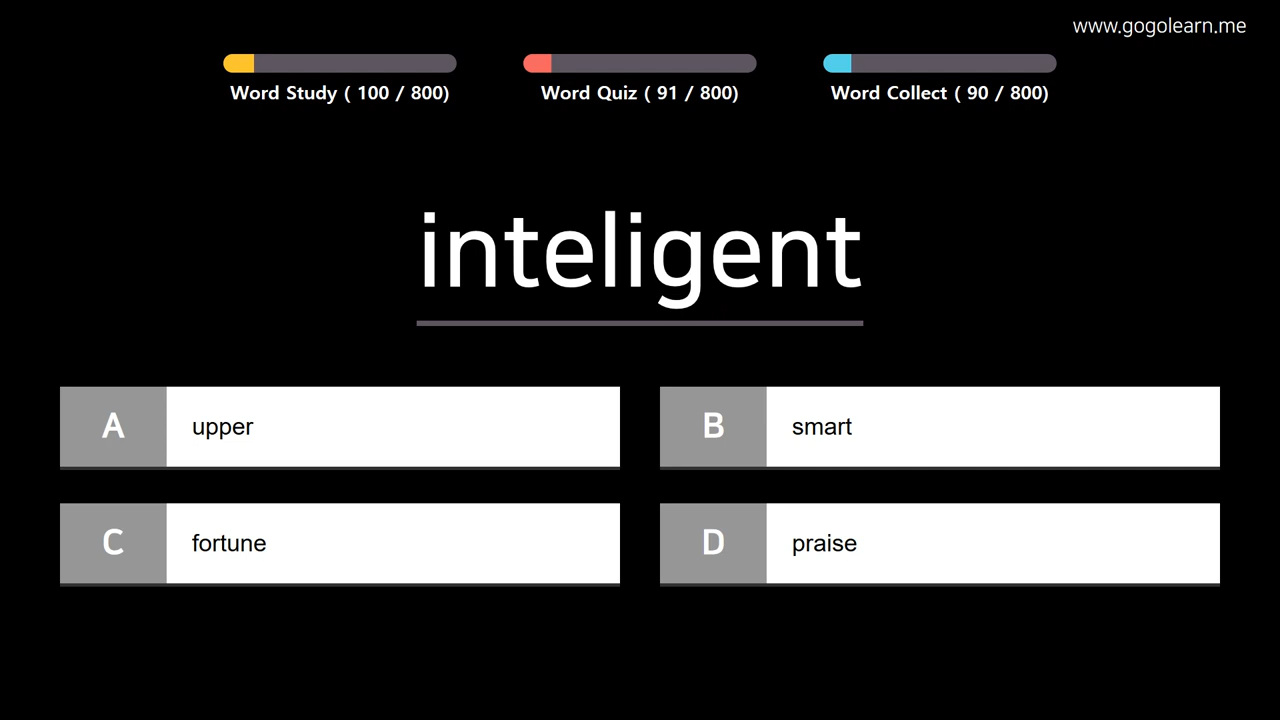 www.gogolearn.me
Word Study ( 100 / 800)
Word Quiz ( 91 / 800)
Word Collect ( 90 / 800)
inteligent
A
upper
B
smart
C
fortune
D
praise